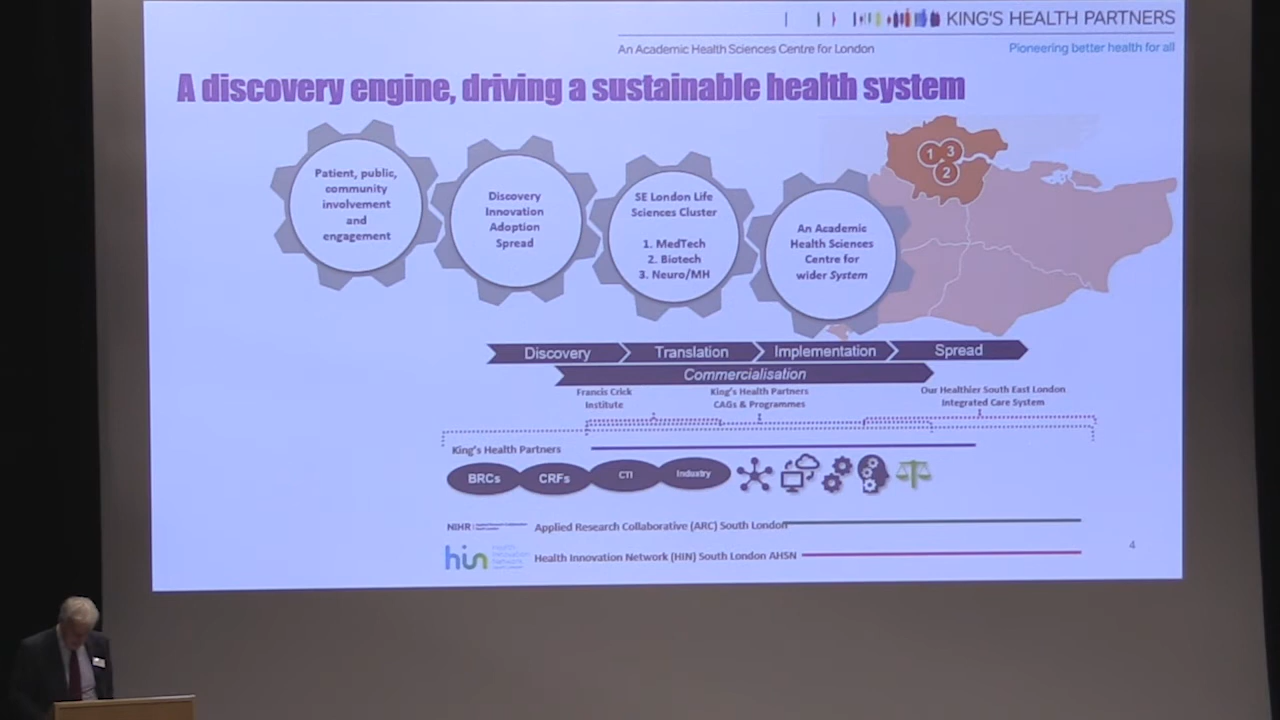 KING'S HEALTH PARTNERS
An Academic Health Sciences Centre for London
Pioneering better health for all
A discovery engine, driving a sustainable health system
Patient, public,
community
involvement
and
engagement
Discovery
Innovation
Adoption
Spread
SE London Life
Sciences Cluster
1. MedTech
2. Biotech
3. Neuro/MH
An Academic
Health Sciences
Centre for
wider System
1 3
2
Discovery
Translation
Implementation
Spread
Commercialisation
Francis Crick
Institute
King's Health Partners
CAGs & Programmes
Our Healthier South East London
Integrated Care System
King's Health Partners
BRCs
CRFs
CTI
Industry
NIHR
Applied Research Collaborative (ARC) South London
hin
Health
Innovation
Network
Health Innovation Network (HIN) South London AHSN
4